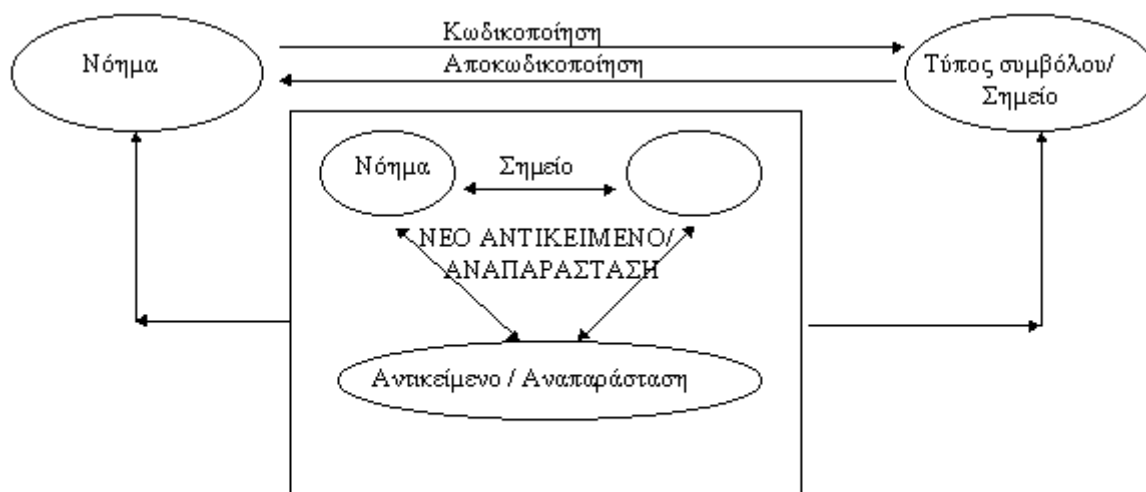 Κωδικοποίηση
Νόημα
Αποκωδικοποίηση
Τύπος συμβόλου/
Σημείο
Νόημα
Σημείο
ΝΕΟ ΑΝΤΙΚΕΙΜΕΝΟ/
ΑΝΑΠΑΡΑΣΤΑΣΗ
Αντικείμενο / Αναπαράσταση